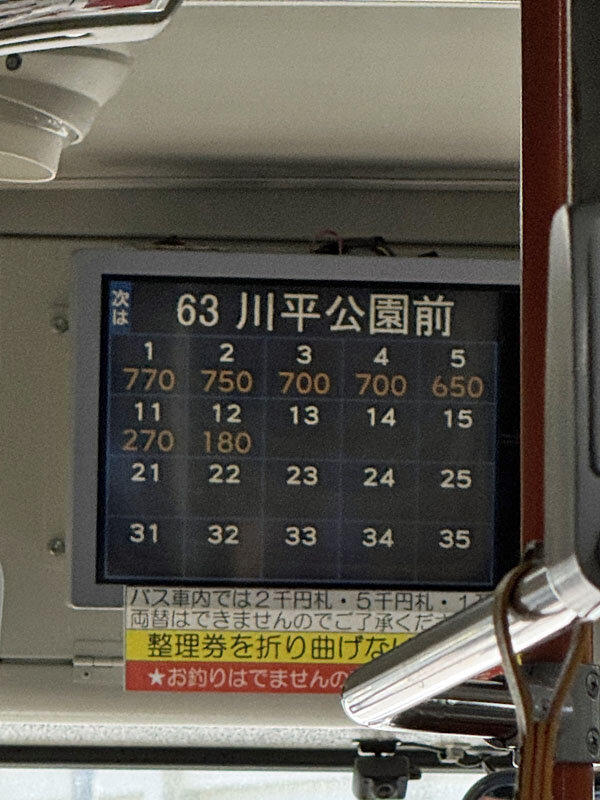 次は 63 川平公園前
1 2 3 4 5
770 750 700 700 650
11 12 13 14 15
270 180
21 22 23 24 25
31 32 33 34 35
バス車内では2千円札・5千円札・1
両替はできませんのでご了承くだ
整理券を折り曲げな
★お釣りはでませんの